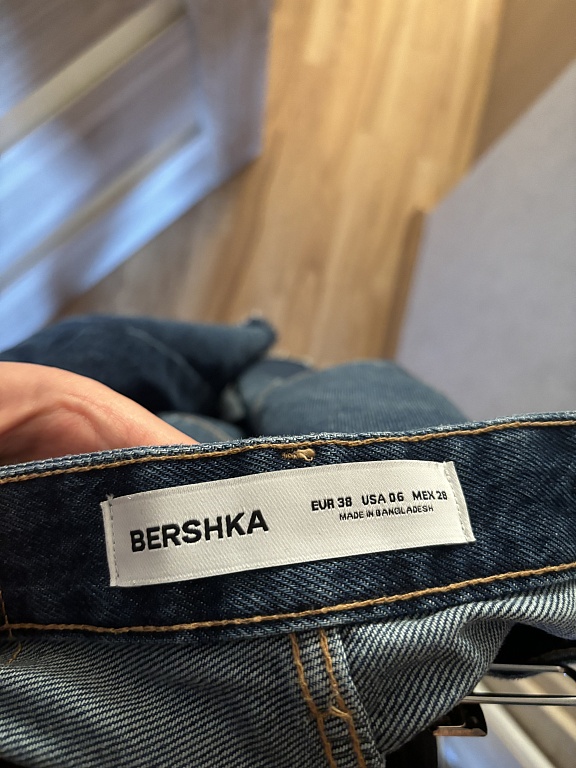 BERSHKA
EUR 38 USA 06 MEX 28
MADE IN BANGLADESH